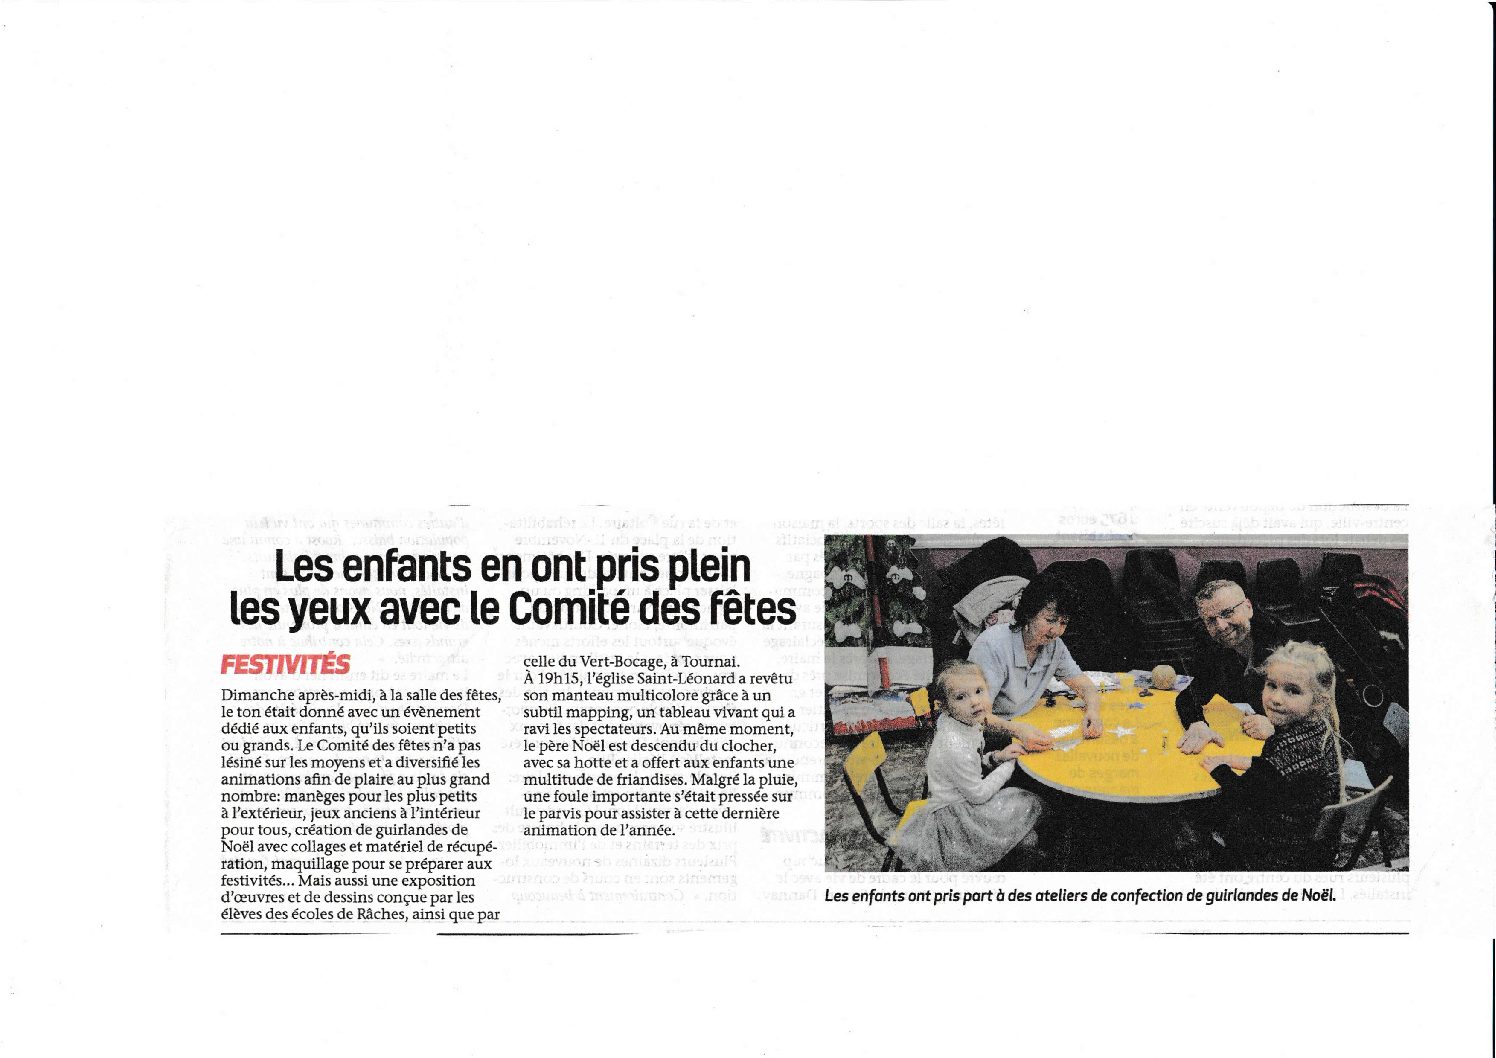 Les enfants en ont pris plein
les yeux avec le Comité des fêtes
FESTIVITÉS
Dimanche après-midi, à la salle des fêtes,
le ton était donné avec un évènement
dédié aux enfants, qu'ils soient petits
ou grands. Le Comité des fêtes n'a pas
lésiné sur les moyens et a diversifié les
animations afin de plaire au plus grand
nombre: manèges pour les plus petits
à l'extérieur, jeux anciens à l'intérieur
pour tous, création de guirlandes de
Noël avec collages et matériel de récupé-
ration, maquillage pour se préparer aux
festivités... Mais aussi une exposition
d'œuvres et de dessins conçue par les
élèves des écoles de Râches, ainsi que par
celle du Vert-Bocage, à Tournai.
À 19h15, l'église Saint-Léonard a revêtu
son manteau multicolore grâce à un
subtil mapping, un tableau vivant qui a
ravi les spectateurs. Au même moment,
le père Noël est descendu du clocher,
avec sa hotte et a offert aux enfants une
multitude de friandises. Malgré la pluie,
une foule importante s'était pressée sur
le parvis pour assister à cette dernière
animation de l'année.
Les enfants ont pris part à des ateliers de confection de guirlandes de Noël.